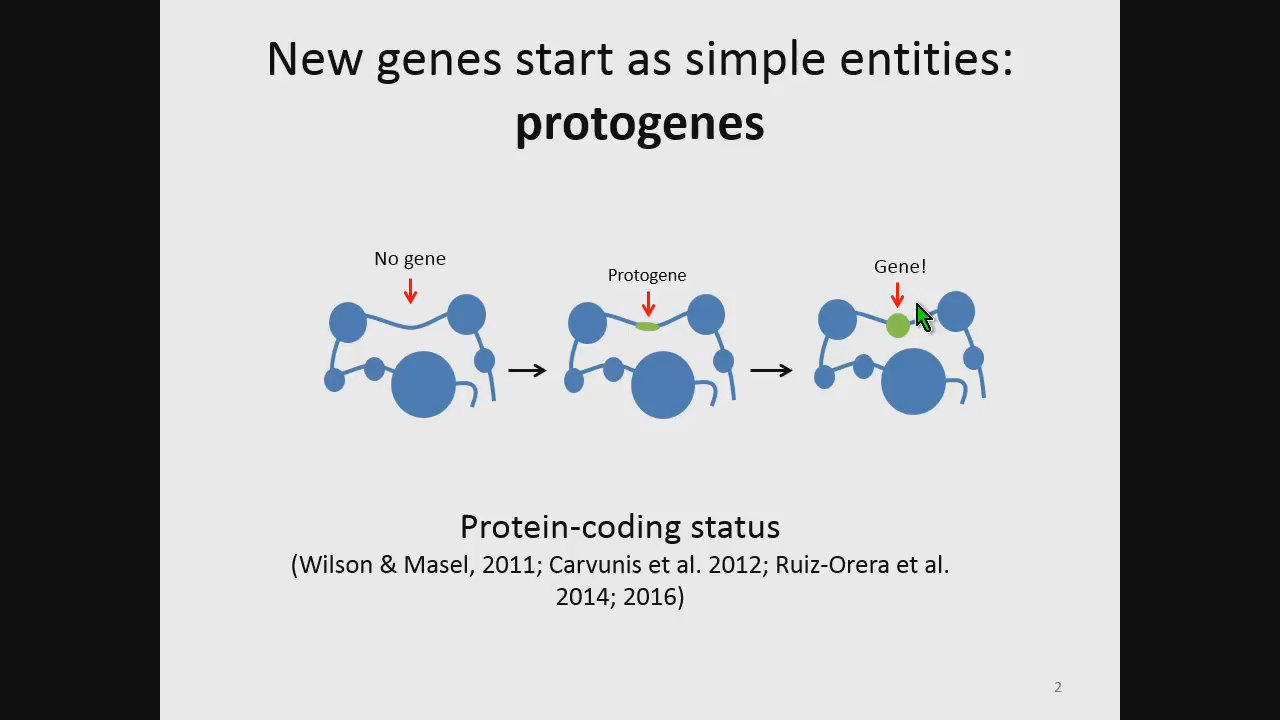 New genes start as simple entities:
protogenes
No gene
Protogene
Gene!
Protein-coding status
(Wilson & Masel, 2011; Carvunis et al. 2012; Ruiz-Orera et al.
2014; 2016)
2